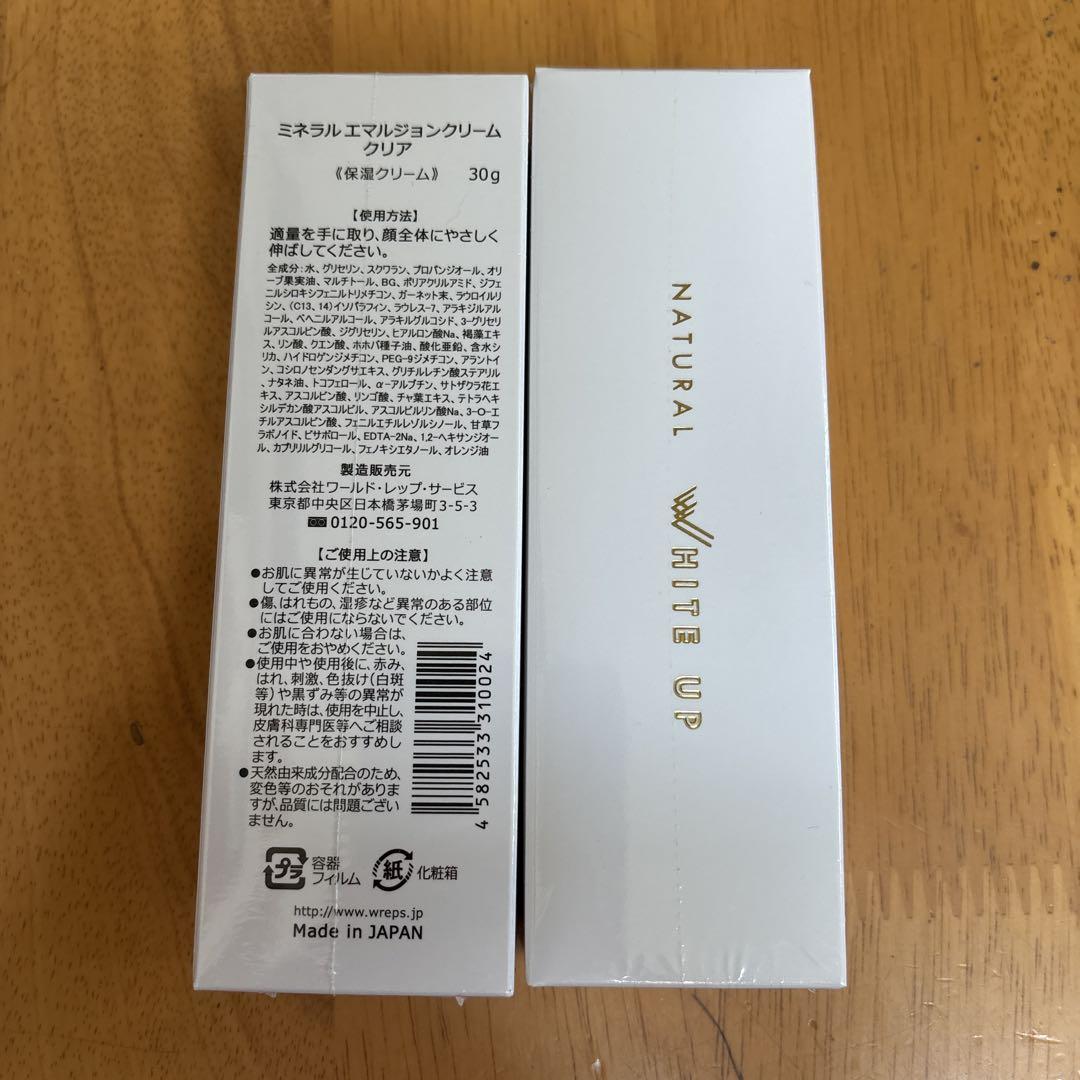 ミネラル エマルジョンクリーム
クリア
《保湿クリーム》 30g
【使用方法】
適量を手に取り、顔全体にやさしく
伸ばしてください。
全成分：水、グリセリン、スクワラン、プロパンジオール、オリ
ーブ果実油、マルチトール、BG、ポリアクリルアミド、ジフェ
ニルシロキシフェニルトリメチコン、ガーネット末、ラウロイルリ
シン、(C13、14)イソパラフィン、ラウレス-7、アラキジルアル
コール、ベヘニルアルコール、アラキルグルコシド、3-グリセリ
ルアスコルビン酸、ジグリセリン、ヒアルロン酸Na、褐藻エキ
ス、リン酸、クエン酸、ホホバ種子油、酸化亜鉛、含水シ
リカ、ハイドロゲンジメチコン、PEG-9ジメチコン、アラントイ
ン、コシロノセンダングサエキス、グリチルレチン酸ステアリル
、ナタネ油、トコフェロール、α-アルブチン、サトザクラ花エ
キス、アスコルビン酸、リンゴ酸、チャ葉エキス、テトラヘキ
シルデカン酸アスコルビル、アスコルビルリン酸Na、3-O-エ
チルアスコルビン酸、フェニルエチルレゾルシノール、甘草フ
ラボノイド、ビサボロール、EDTA-2Na、1,2-ヘキサンジオー
ル、カプリリルグリコール、フェノキシエタノール、オレンジ油
製造販売元
株式会社ワールド・レップ・サービス
東京都中央区日本橋茅場町3-5-3
0120-565-901
【ご使用上の注意】
●お肌に異常が生じていないかよく注意
してご使用ください。
●傷、はれもの、湿疹など異常のある部位
にはご使用にならないでください。
●お肌に合わない場合は、
ご使用をおやめください。
●使用中や使用後に、赤み、
はれ、刺激、色抜け(白斑
等)や黒ずみ等の異常が
現れた時は、使用を中止し、
皮膚科専門医等へご相談
されることをおすすめし
ます。
●天然由来成分配合のため、
変色等のおそれがありま
すが、品質には問題ござい
ません。
4 582533 310024
プラ
容器
フィルム
紙
化粧箱
http://www.wreps.jp
Made in JAPAN
NATURAL WHITE UP